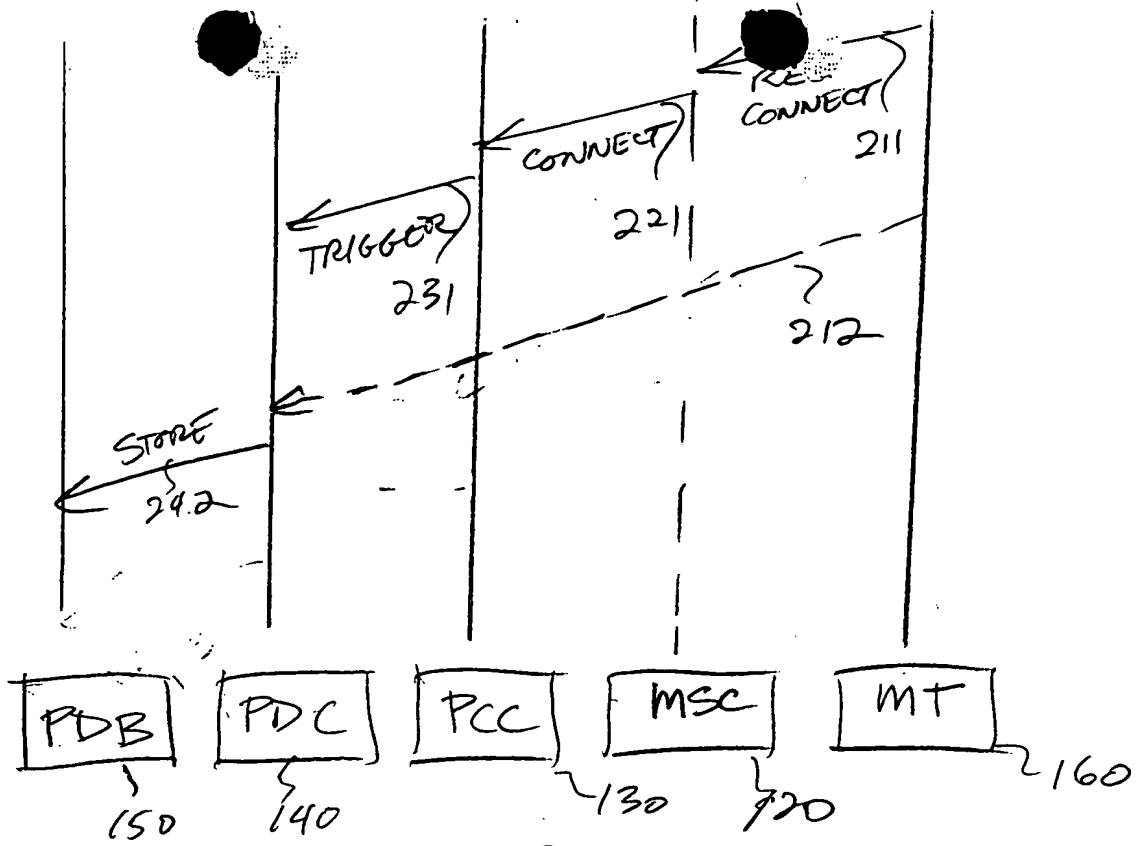 CONNECT
211
CONNECT
221
TRIGGER
231
212
STORE
242
PDB
PDC
PCC
MSC
MT
150
140
130
120
160